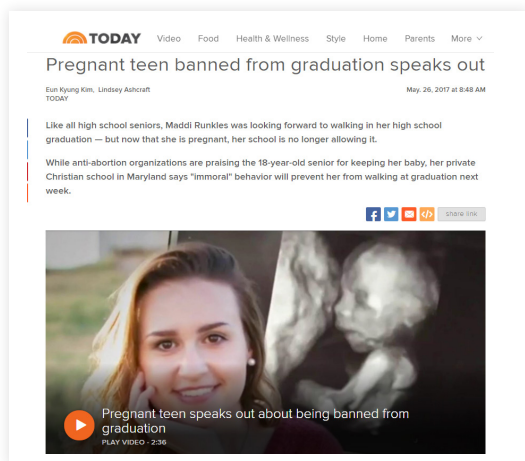 TODAY Video Food Health & Wellness Style Home Parents More
Pregnant teen banned from graduation speaks out
Eun Kyung Kim, Lindsey Ashcraft May. 26, 2017 at 8:48 AM
TODAY
Like all high school seniors, Maddi Runkles was looking forward to walking in her high school
graduation — but now that she is pregnant, her school is no longer allowing it.
While anti-abortion organizations are praising the 18-year-old senior for keeping her baby, her private
Christian school in Maryland says "immoral" behavior will prevent her from walking at graduation next
week.
share link
Pregnant teen speaks out about being banned from
graduation
PLAY VIDEO - 2:36